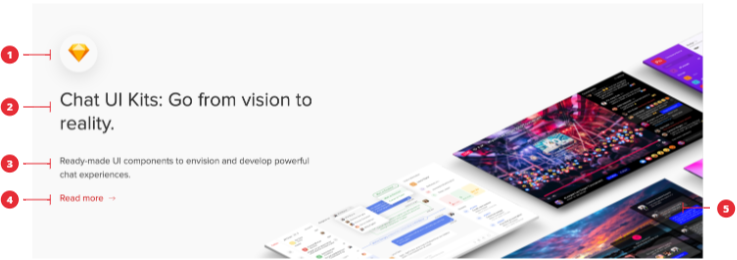 1
2
Chat UI Kits: Go from vision to
reality.
3
Ready-made UI components to envision and develop powerful
chat experiences.
4
Read more →
5